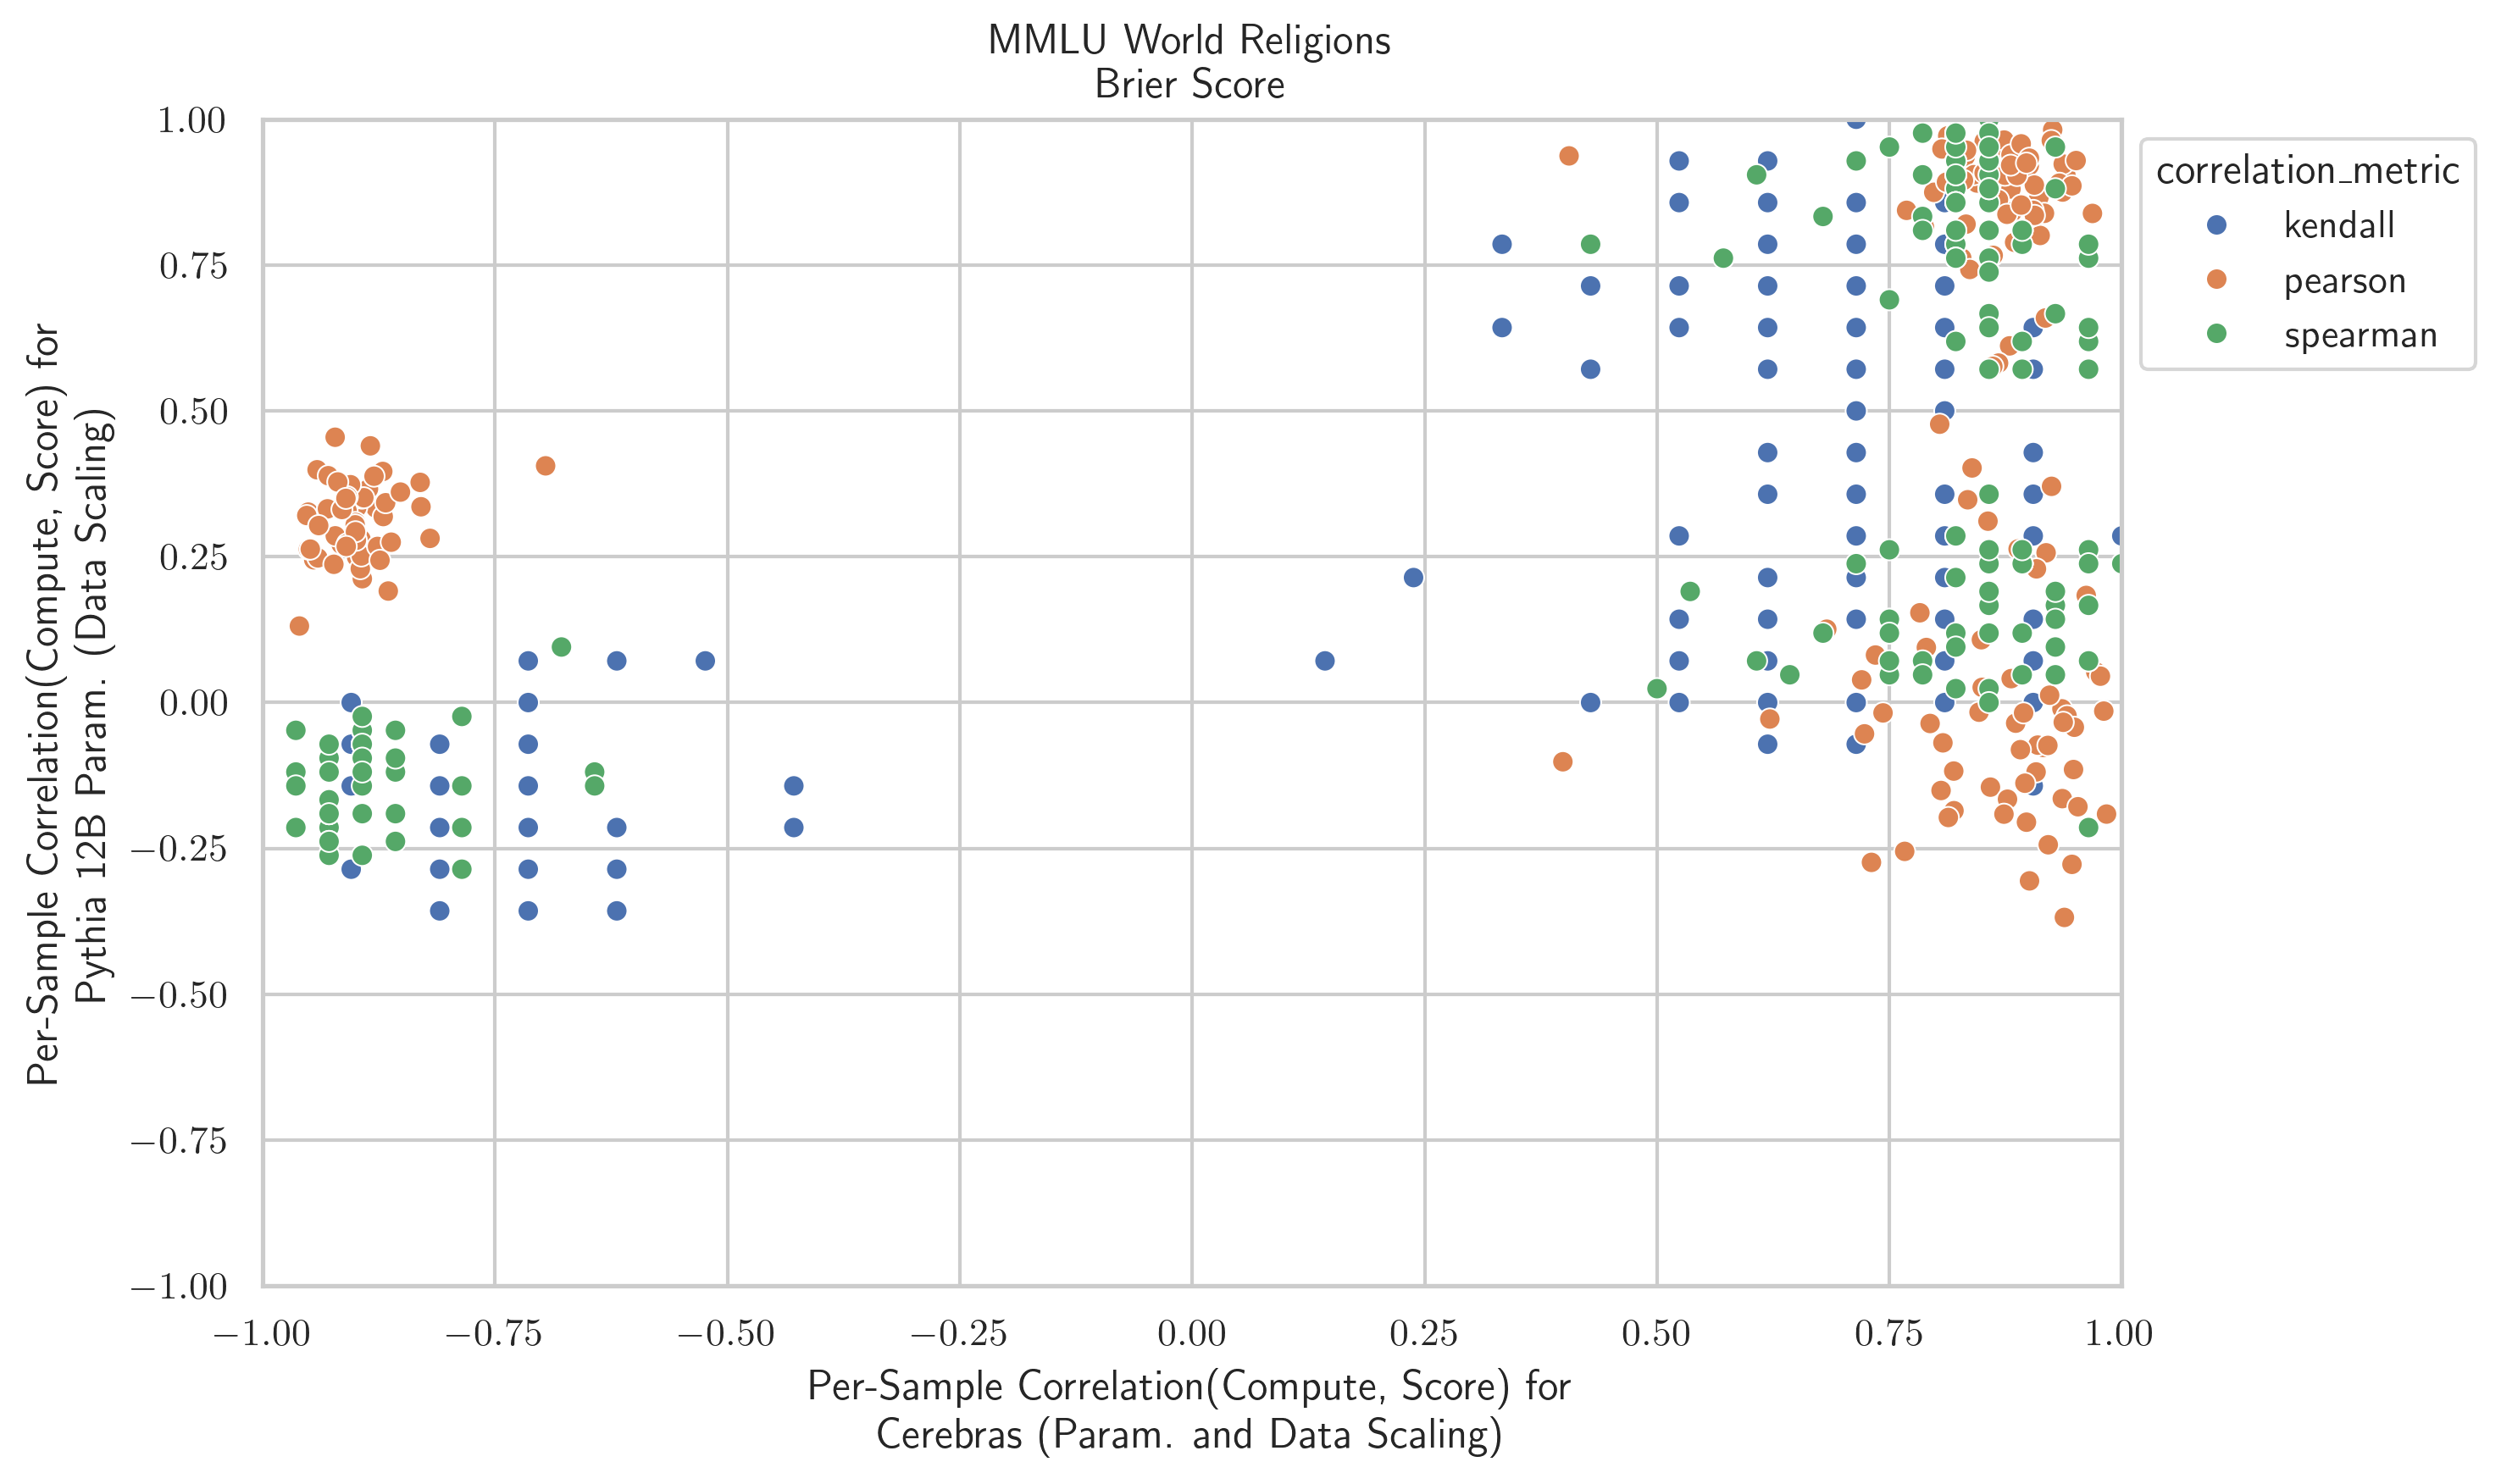 MMLU World Religions
Brier Score
Per-Sample Correlation(Compute, Score) for
Pythia 12B Param. (Data Scaling)
1.00
0.75
0.50
0.25
0.00
−0.25
−0.50
−0.75
−1.00
−1.00 −0.75 −0.50 −0.25 0.00 0.25 0.50 0.75 1.00
Per-Sample Correlation(Compute, Score) for
Cerebras (Param. and Data Scaling)
correlation_metric
kendall
pearson
spearman